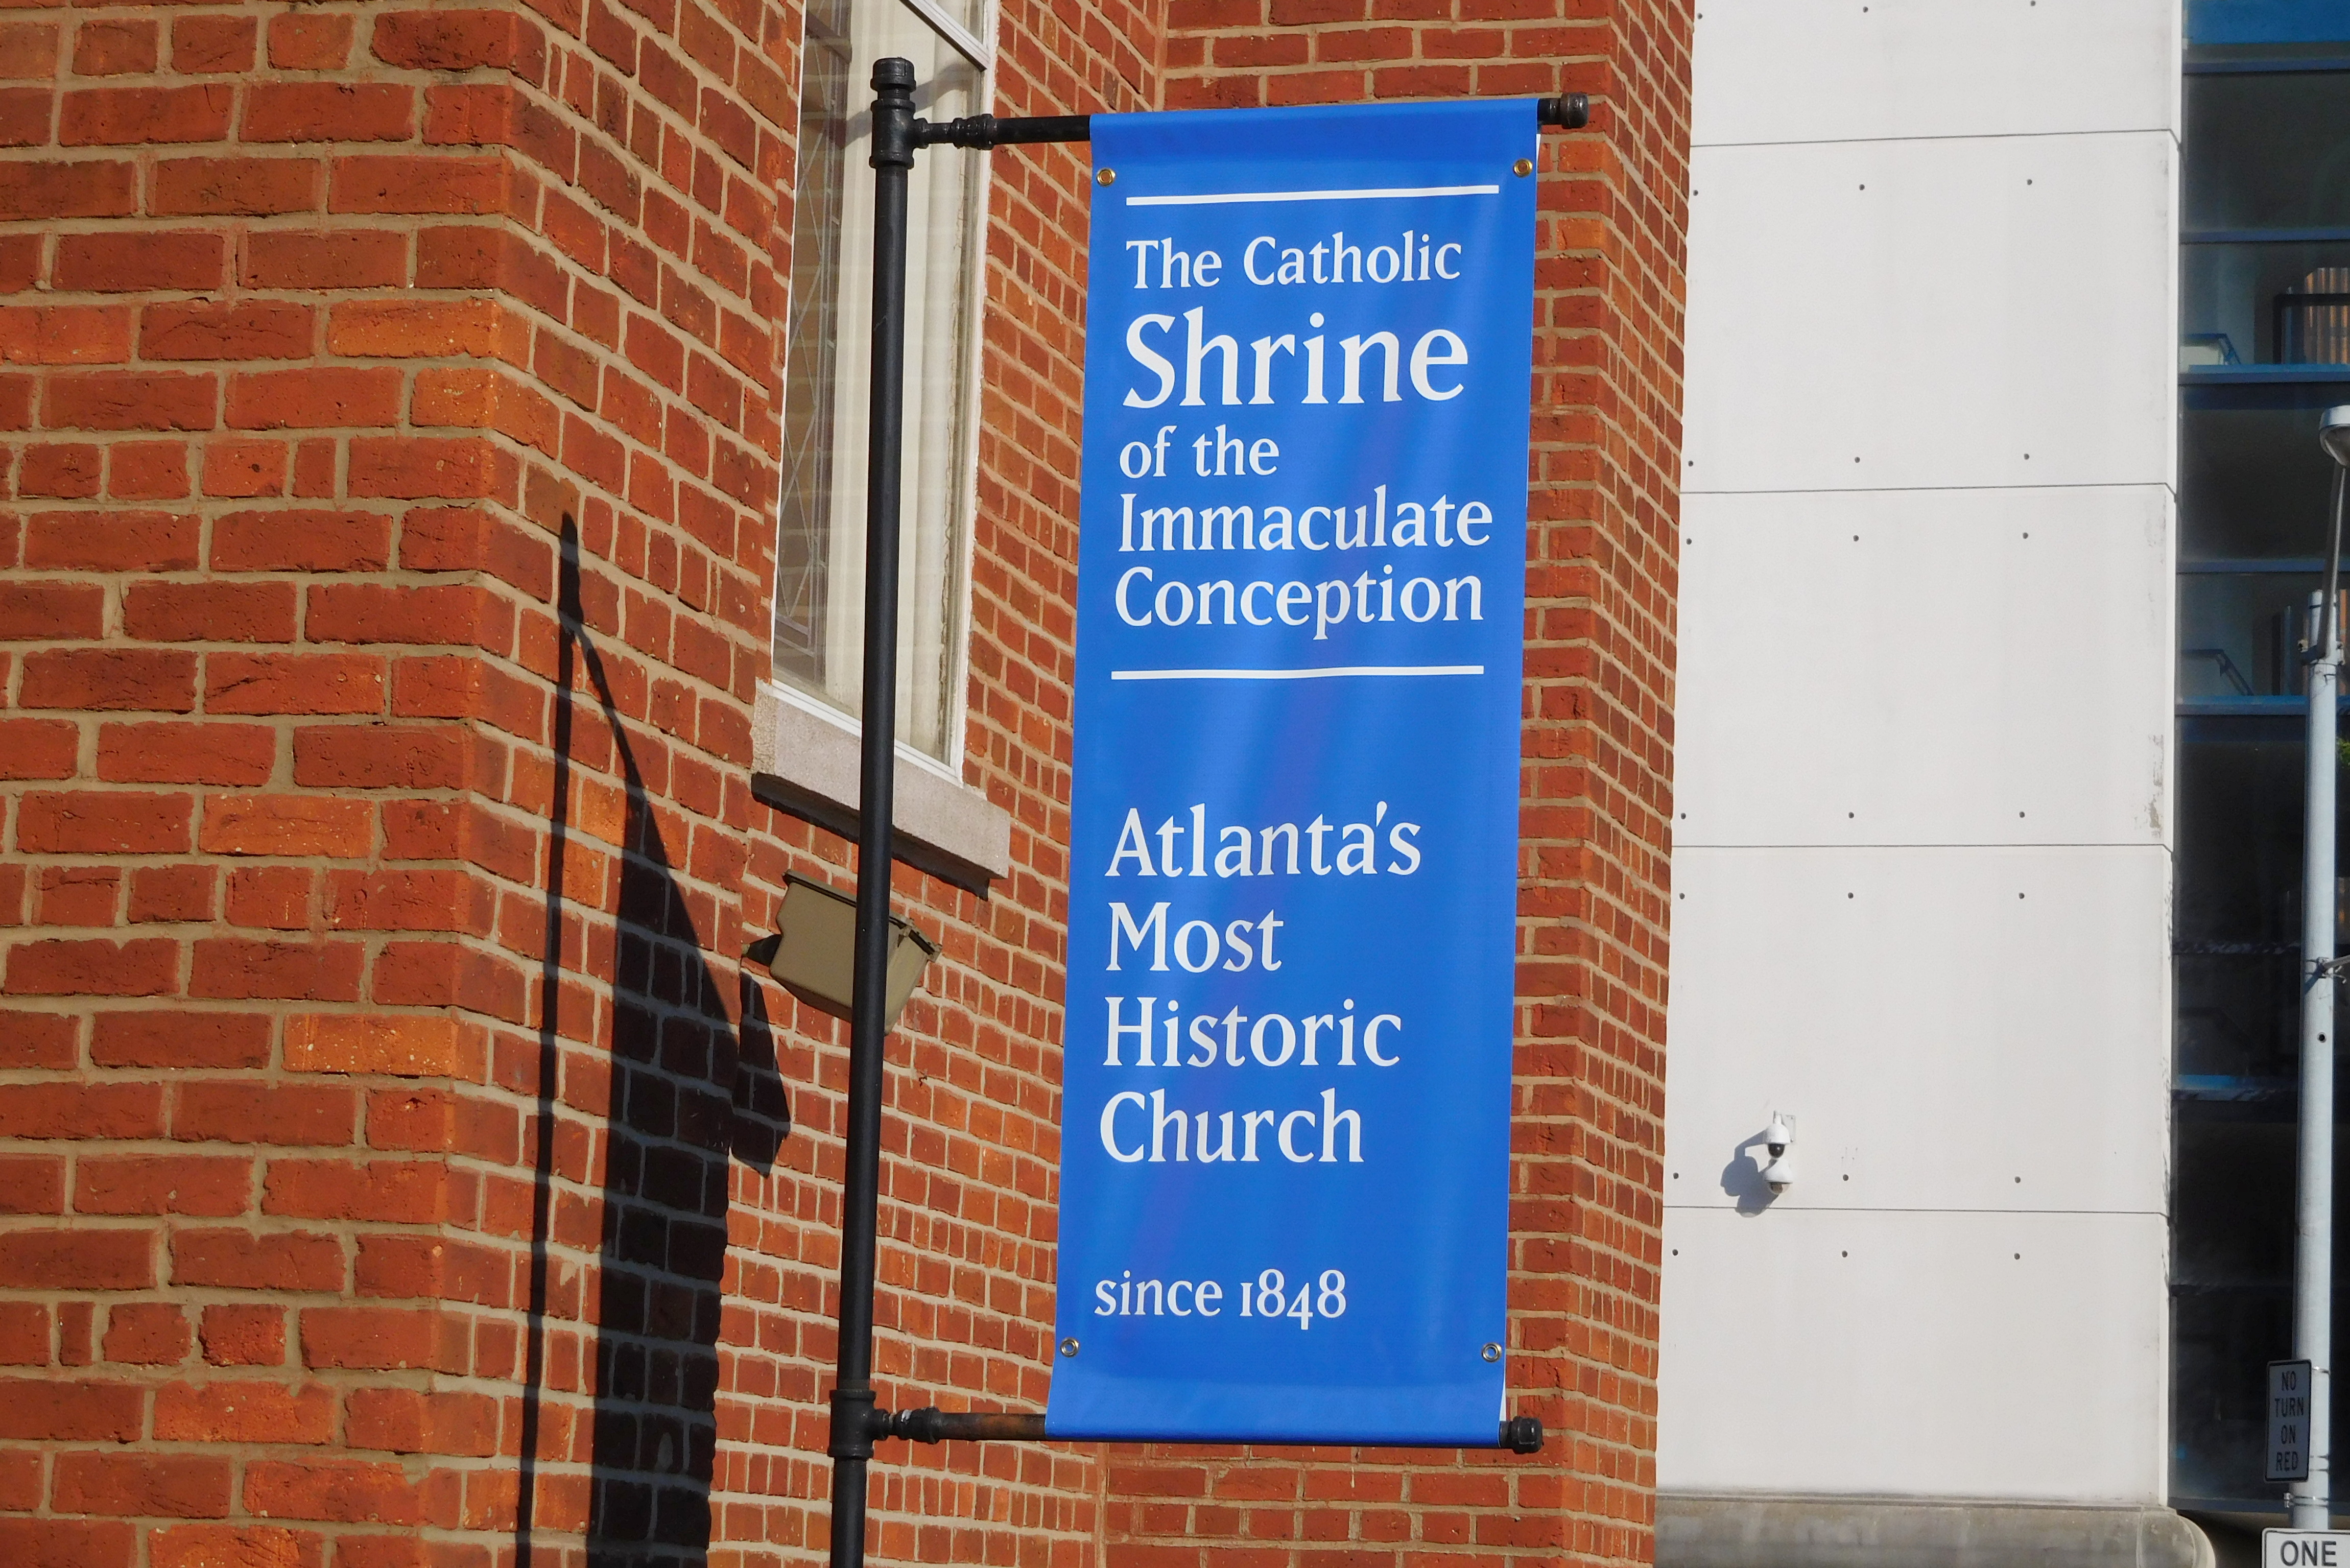 The Catholic
Shrine
of the
Immaculate
Conception
Atlanta's
Most
Historic
Church
since 1848
NO
TURN
ON
RED
ONE